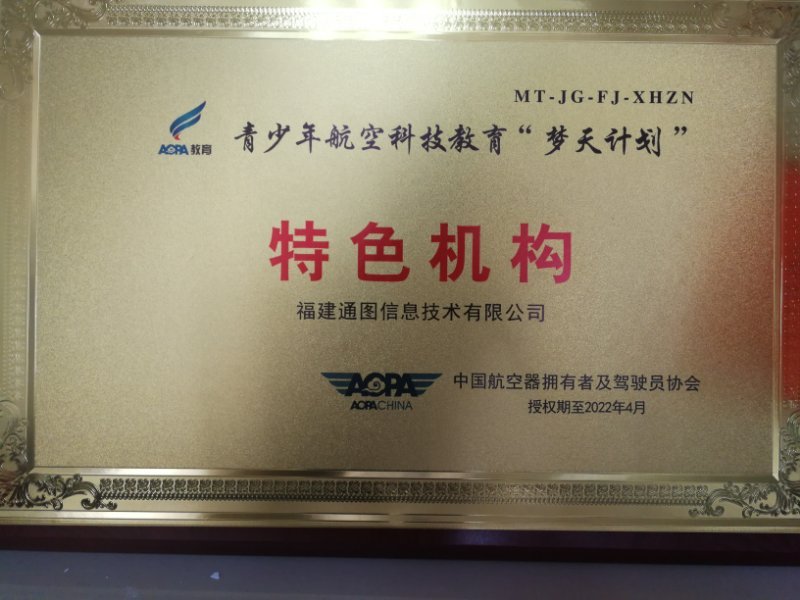 MT-JG-FJ-XHZN
AOPA教育
青少年航空科技教育“梦天计划”
特色机构
福建通图信息技术有限公司
AOPA
AOPA CHINA
中国航空器拥有者及驾驶员协会
授权期至2022年4月